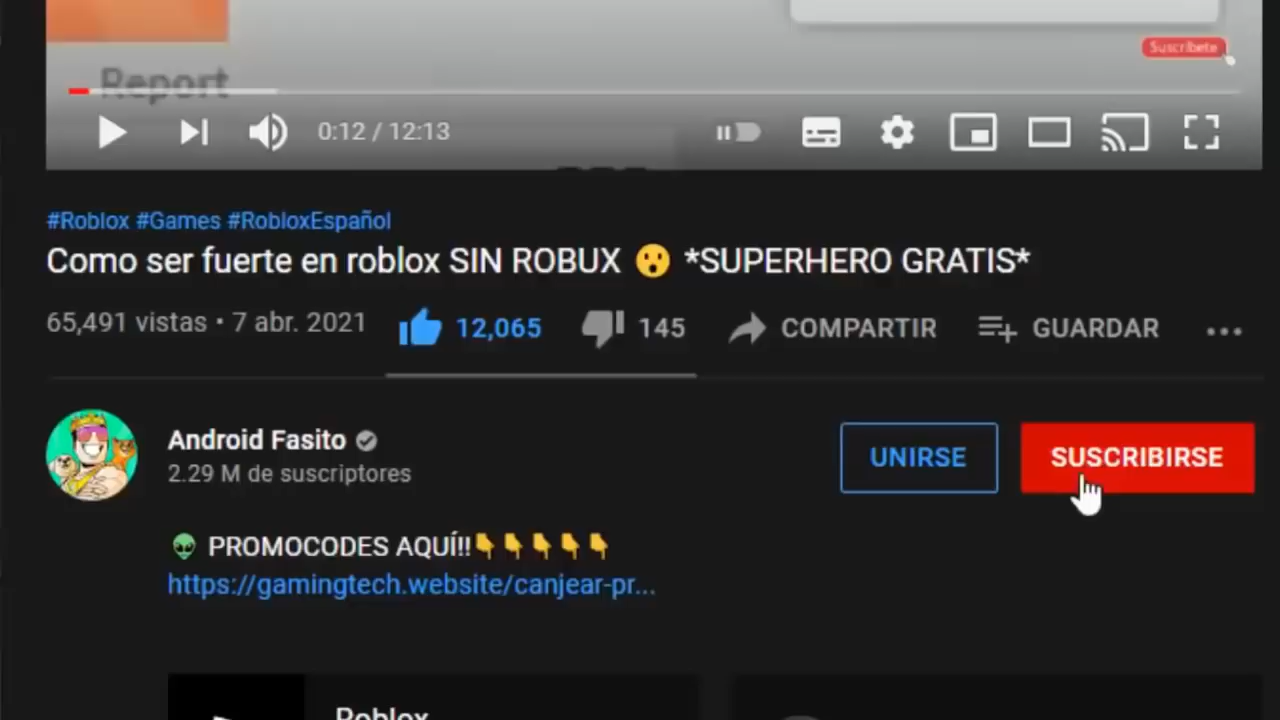 Suscríbete
Report
0:12 / 12:13
#Roblox #Games #RobloxEspañol
Como ser fuerte en roblox SIN ROBUX 😮 *SUPERHERO GRATIS*
65,491 vistas • 7 abr. 2021
12,065
145
COMPARTIR
GUARDAR
Android Fasito
2.29 M de suscriptores
UNIRSE
SUSCRIBIRSE
👽 PROMOCODES AQUÍ!!👇👇👇👇👇
https://gamingtech.website/canjear-pr...
Roblox